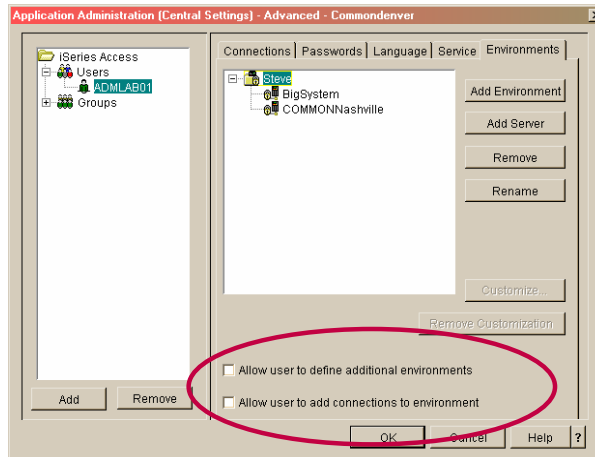 Application Administration (Central Settings) - Advanced - Commondenver
iSeries Access
Users
ADMLAB01
Groups
Add
Remove
Connections
Passwords
Language
Service
Environments
Steve
BigSystem
COMMONNashville
Add Environment
Add Server
Remove
Rename
Customize...
Remove Customization
Allow user to define additional environments
Allow user to add connections to environment
OK
Cancel
Help
?